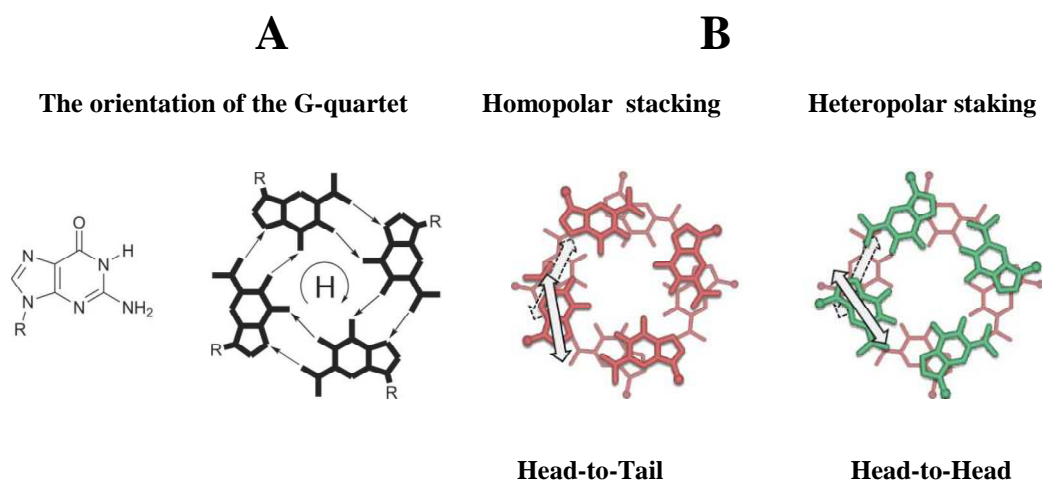 A
B
The orientation of the G-quartet
Homopolar stacking
Heteropolar staking
O
N
N
H
N
N
NH2
R
R
R
H
R
R
Head-to-Tail
Head-to-Head